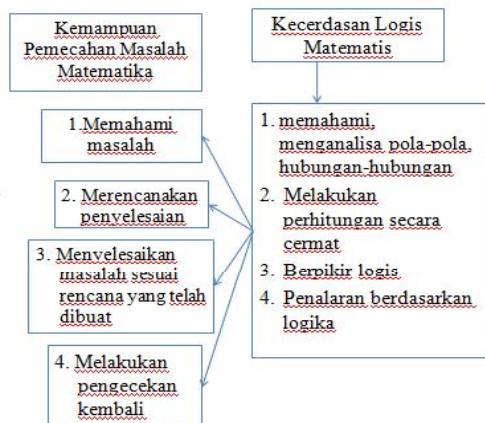 Kemampuan
Pemecahan Masalah
Matematika
1.Memahami
masalah
2. Merencanakan
penyelesaian
3. Menyelesaikan
masalah sesuai
rencana yang telah
dibuat
4. Melakukan
pengecekan
kembali
Kecerdasan Logis
Matematis
1. memahami,
menganalisa pola-pola,
hubungan-hubungan
2. Melakukan
perhitungan secara
cermat
3. Berpikir logis
4. Penalaran berdasarkan
logika